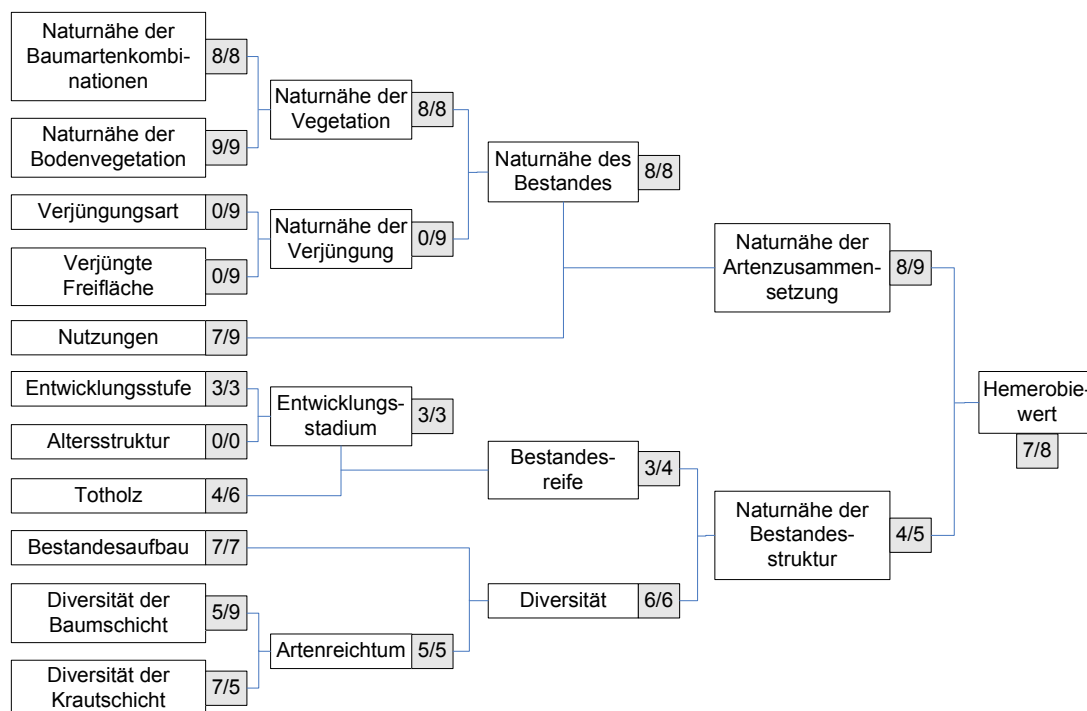 Naturnähe der
Baumartenkombi-
nationen
8/8
Naturnähe der
Bodenvegetation
9/9
Verjüngungsart
0/9
Verjüngte
Freifläche
0/9
Nutzungen
7/9
Entwicklungsstufe
3/3
Altersstruktur
0/0
Totholz
4/6
Bestandesaufbau
7/7
Diversität der
Baumschicht
5/9
Diversität der
Krautschicht
7/5
Naturnähe der
Vegetation
8/8
Naturnähe der
Verjüngung
0/9
Entwicklungs-
stadium
3/3
Artenreichtum
5/5
Naturnähe des
Bestandes
8/8
Bestandes-
reife
3/4
Diversität
6/6
Naturnähe der
Artenzusammen-
setzung
8/9
Naturnähe der
Bestandes-
struktur
4/5
Hemerobie-
wert
7/8